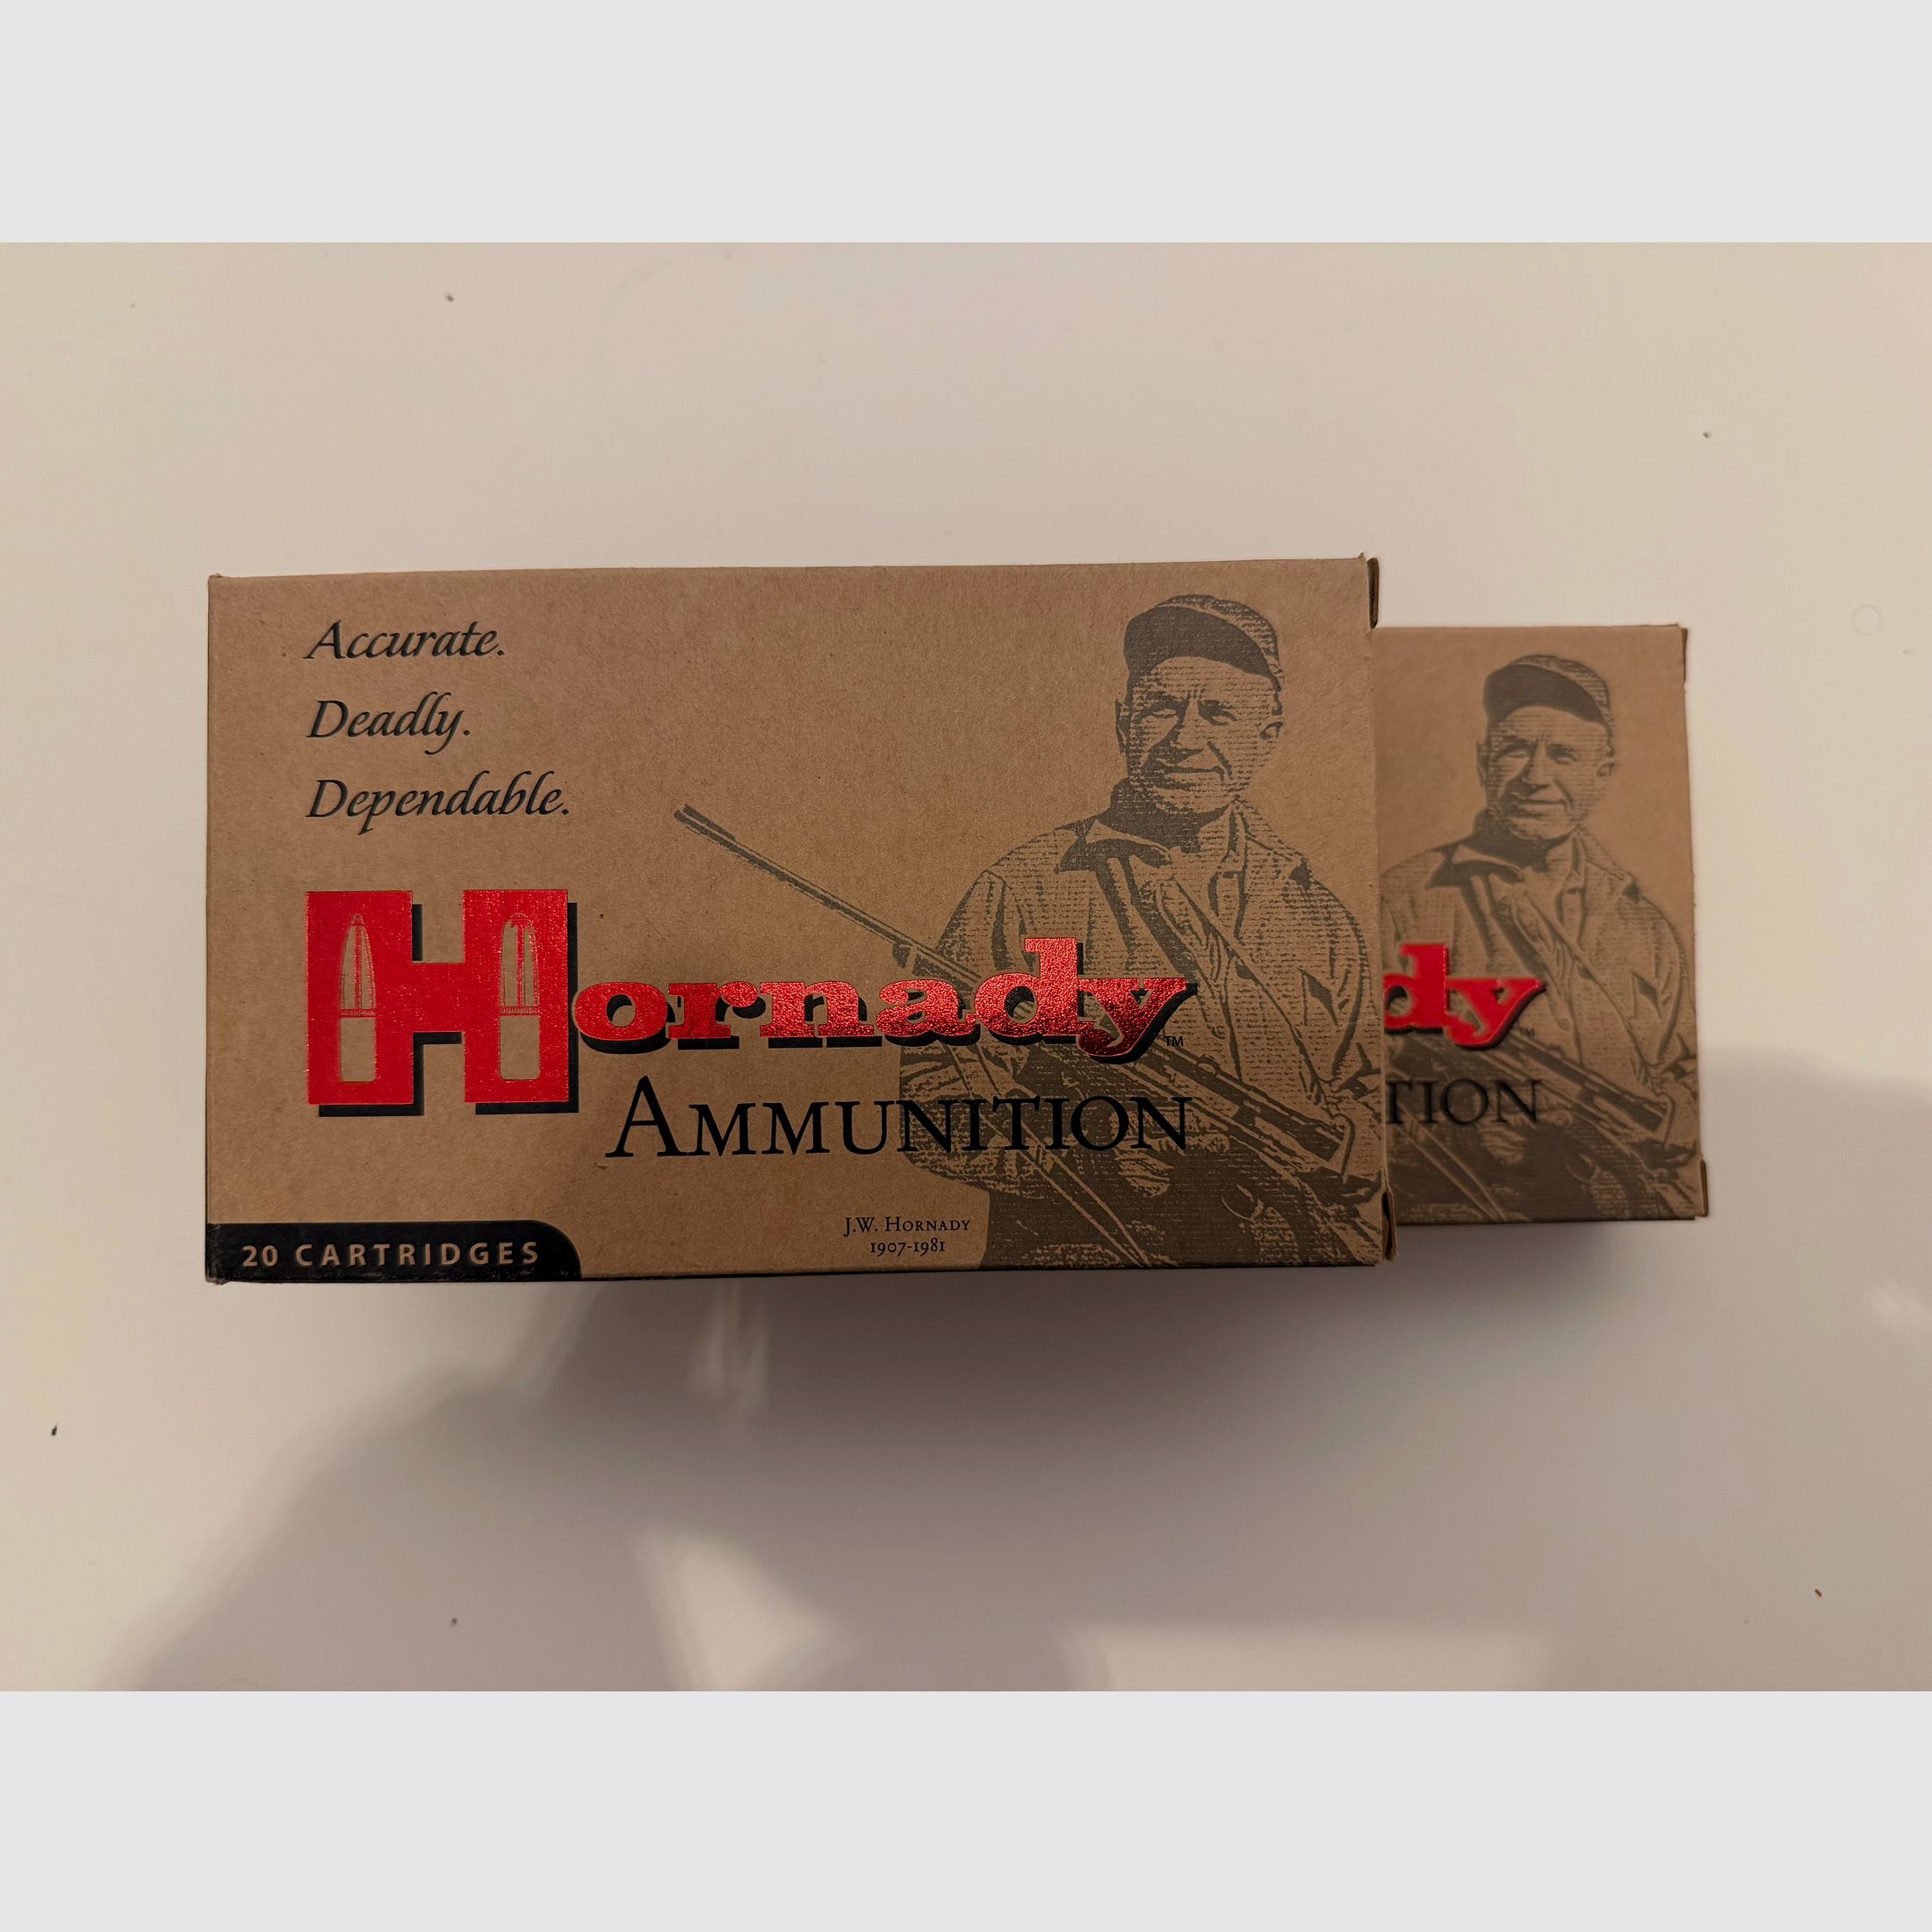 Accurate.
Deadly.
Dependable.
Hornady
TM
AMMUNITION
J.W. HORNADY
1907-1981
20 CARTRIDGES
dy
TION